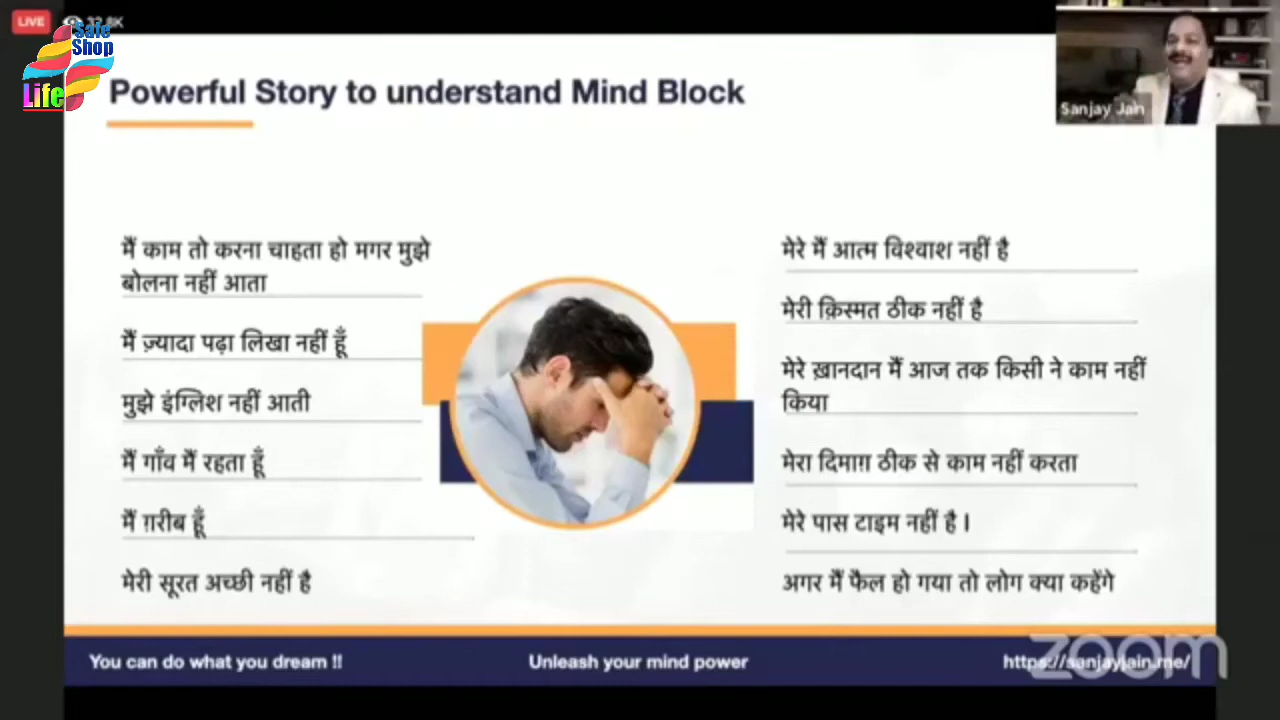 LIVE
Safe
Shop
Life
Powerful Story to understand Mind Block
Sanjay Jain
मैं काम तो करना चाहता हो मगर मुझे
बोलना नहीं आता
मैं ज़्यादा पढ़ा लिखा नहीं हूँ
मुझे इंग्लिश नहीं आती
मैं गाँव मैं रहता हूँ
मैं ग़रीब हूँ
मेरी सूरत अच्छी नहीं है
मेरे मैं आत्म विश्वाश नहीं है
मेरी क़िस्मत ठीक नहीं है
मेरे ख़ानदान मैं आज तक किसी ने काम नहीं
किया
मेरा दिमाग़ ठीक से काम नहीं करता
मेरे पास टाइम नहीं है ।
अगर मैं फैल हो गया तो लोग क्या कहेंगे
zoom
You can do what you dream !! Unleash your mind power https://sanjayjain.me/